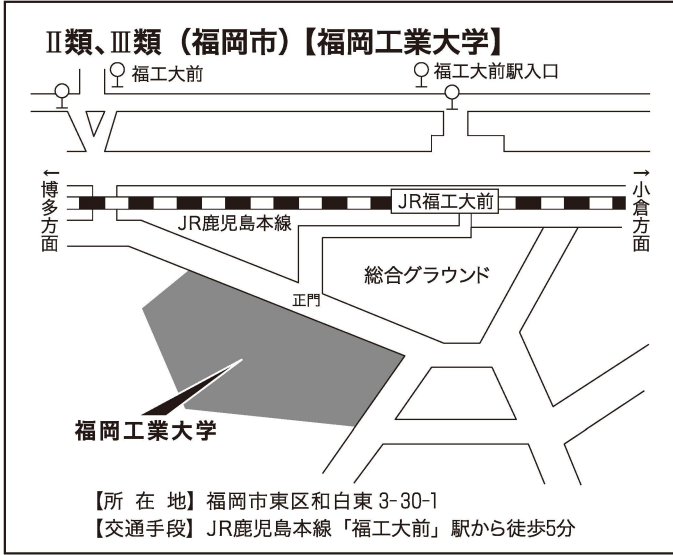 Ⅱ類、Ⅲ類（福岡市）【福岡工業大学】
福工大前
福工大前駅入口
←博多方面
→小倉方面
JR福工大前
JR鹿児島本線
総合グラウンド
正門
福岡工業大学
【所在地】福岡市東区和白東3-30-1
【交通手段】JR鹿児島本線「福工大前」駅から徒歩5分